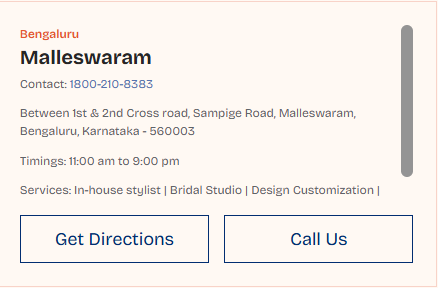 Bengaluru
Malleswaram
Contact: 1800-210-8383
Between 1st & 2nd Cross road, Sampige Road, Malleswaram,
Bengaluru, Karnataka - 560003
Timings: 11:00 am to 9:00 pm
Services: In-house stylist | Bridal Studio | Design Customization |
Get Directions
Call Us